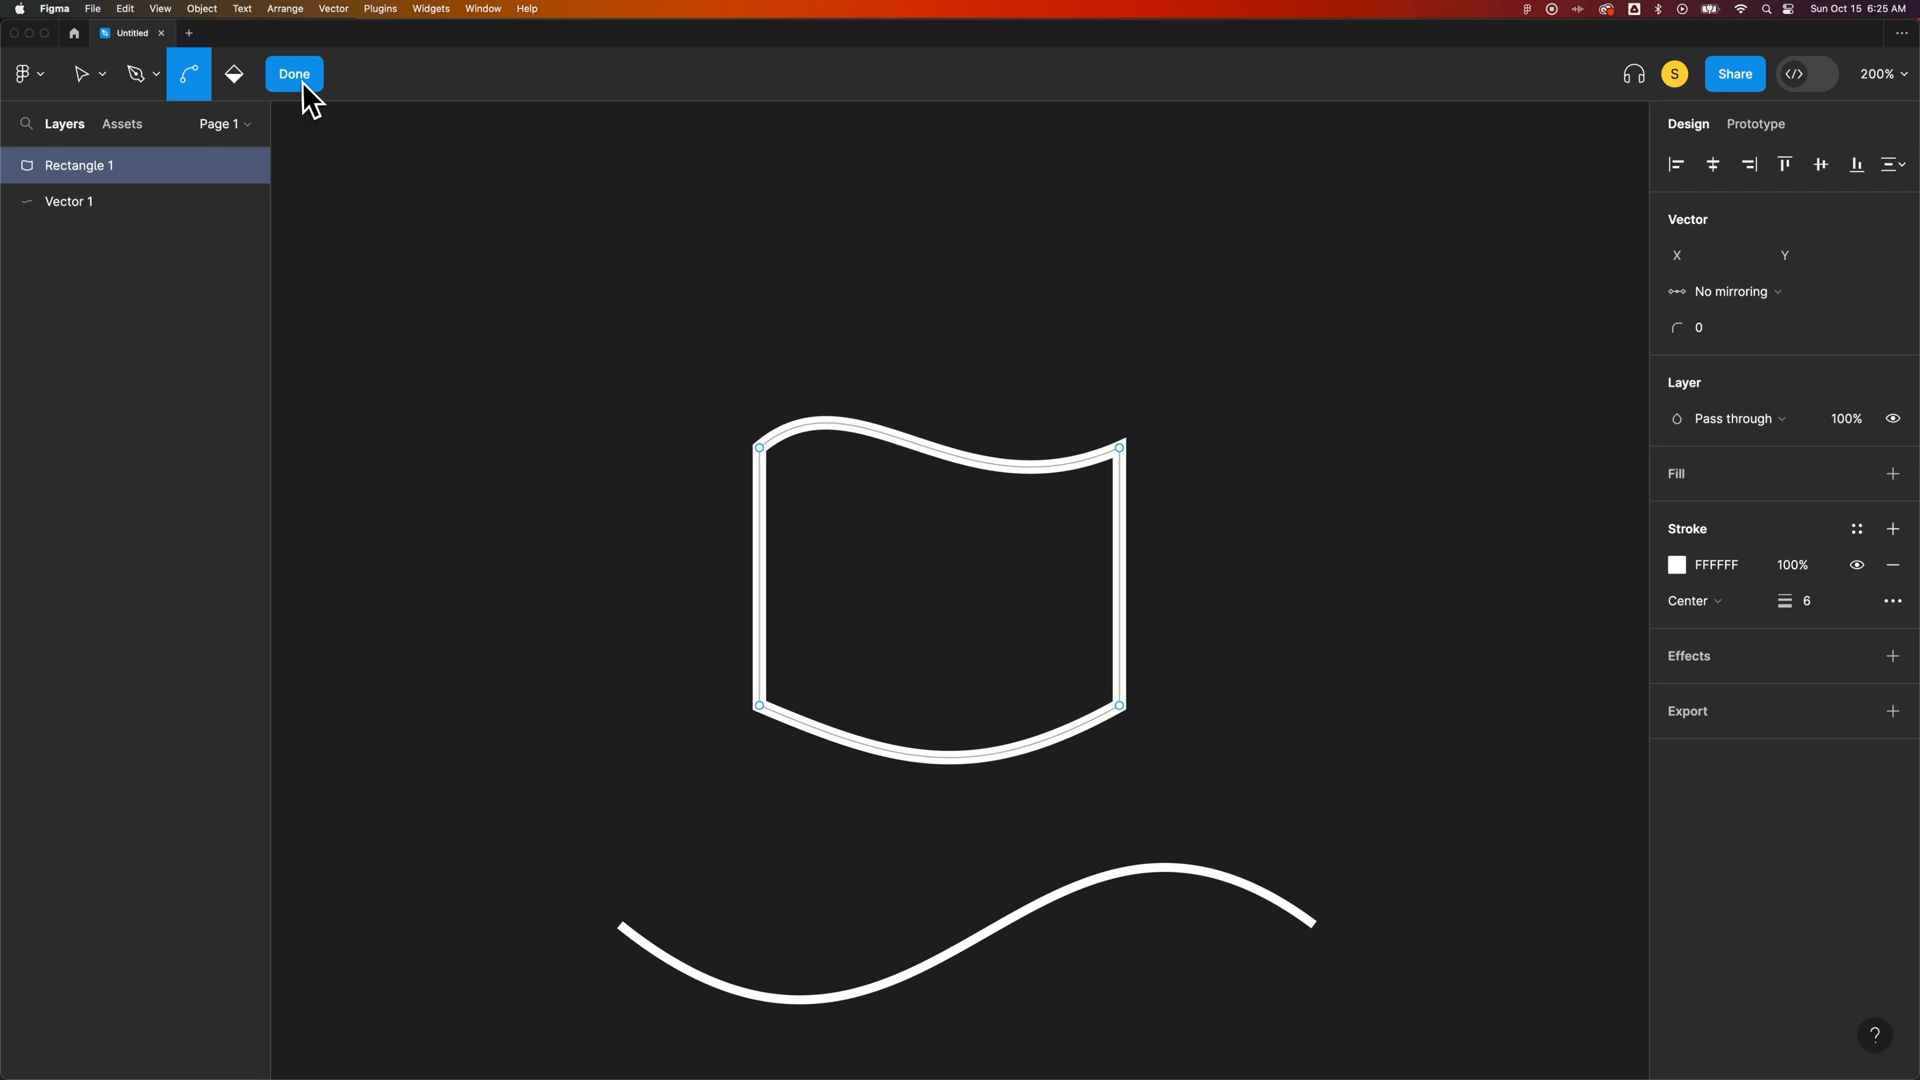 Figma File Edit View Object Text Arrange Vector Plugins Widgets Window Help Sun Oct 15 6:25 AM
Untitled
Done S Share 200%
Layers Assets Page 1
Rectangle 1
Vector 1
Design Prototype
Vector
X Y
No mirroring
0
Layer
Pass through 100%
Fill
Stroke
FFFFFF 100%
Center 6
Effects
Export
?